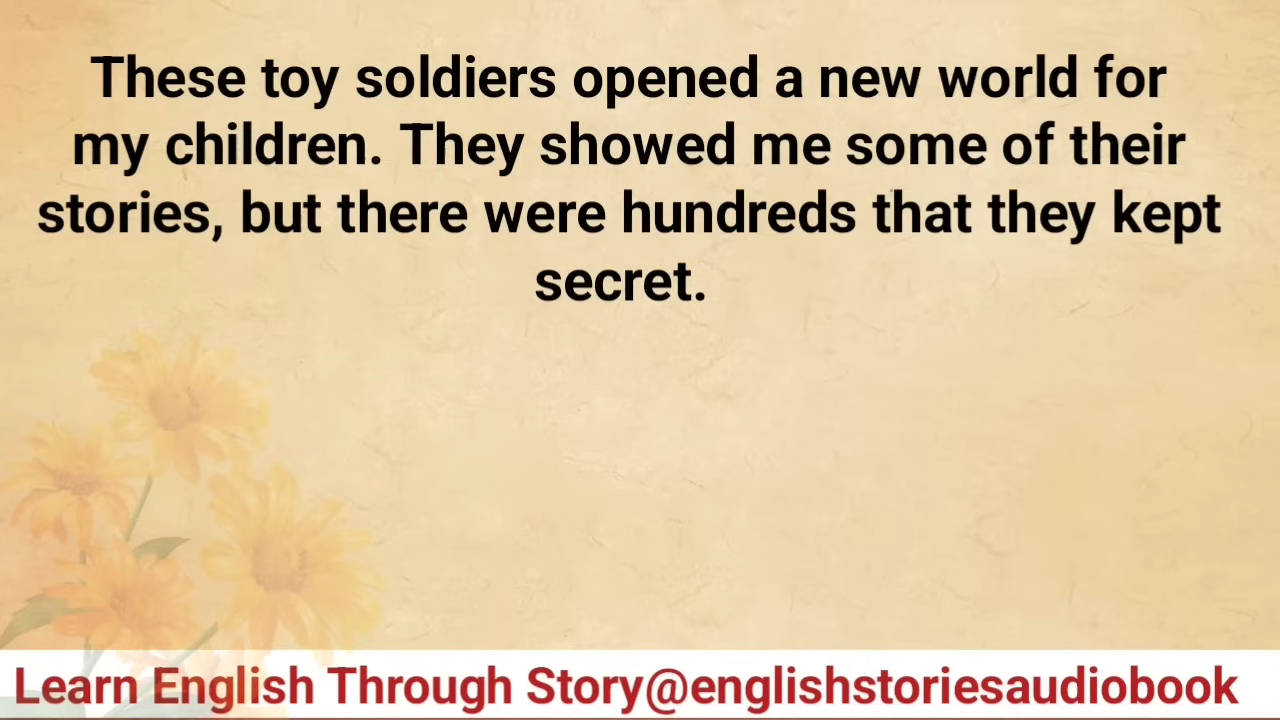 These toy soldiers opened a new world for
my children. They showed me some of their
stories, but there were hundreds that they kept
secret.
Learn English Through Story@englishstoriesaudiobook